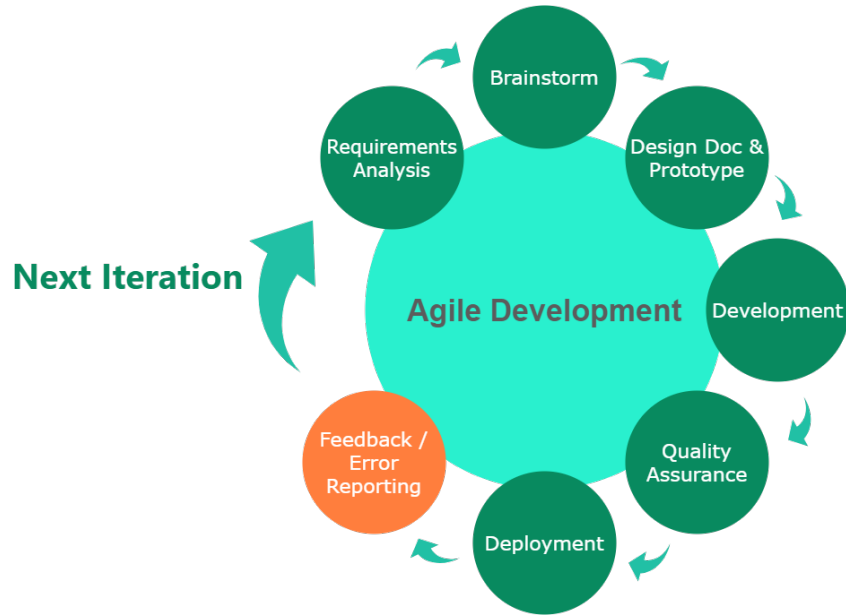 Brainstorm
Requirements
Analysis
Design Doc &
Prototype
Next Iteration
Agile Development
Development
Feedback /
Error
Reporting
Quality
Assurance
Deployment